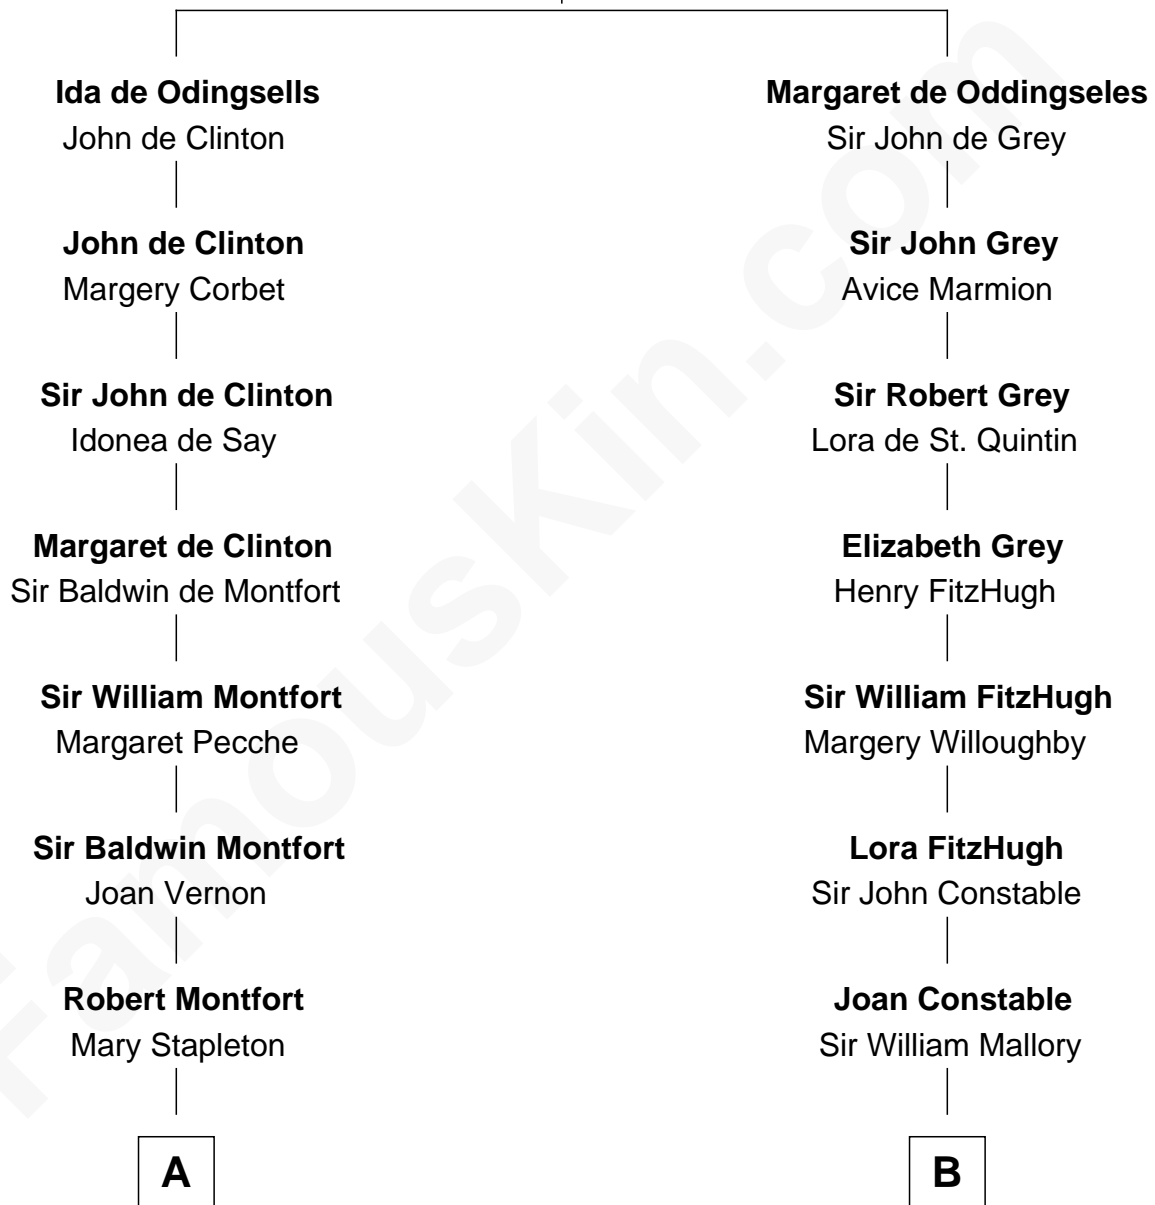 Ida de Odingsells
John de Clinton
John de Clinton
Margery Corbet
Sir John de Clinton
Idonea de Say
Margaret de Clinton
Sir Baldwin de Montfort
Sir William Montfort
Margaret Pecche
Sir Baldwin Montfort
Joan Vernon
Robert Montfort
Mary Stapleton
A
Margaret de Oddingseles
Sir John de Grey
Sir John Grey
Avice Marmion
Sir Robert Grey
Lora de St. Quintin
Elizabeth Grey
Henry FitzHugh
Sir William FitzHugh
Margery Willoughby
Lora FitzHugh
Sir John Constable
Joan Constable
Sir William Mallory
B
FamousKin.com